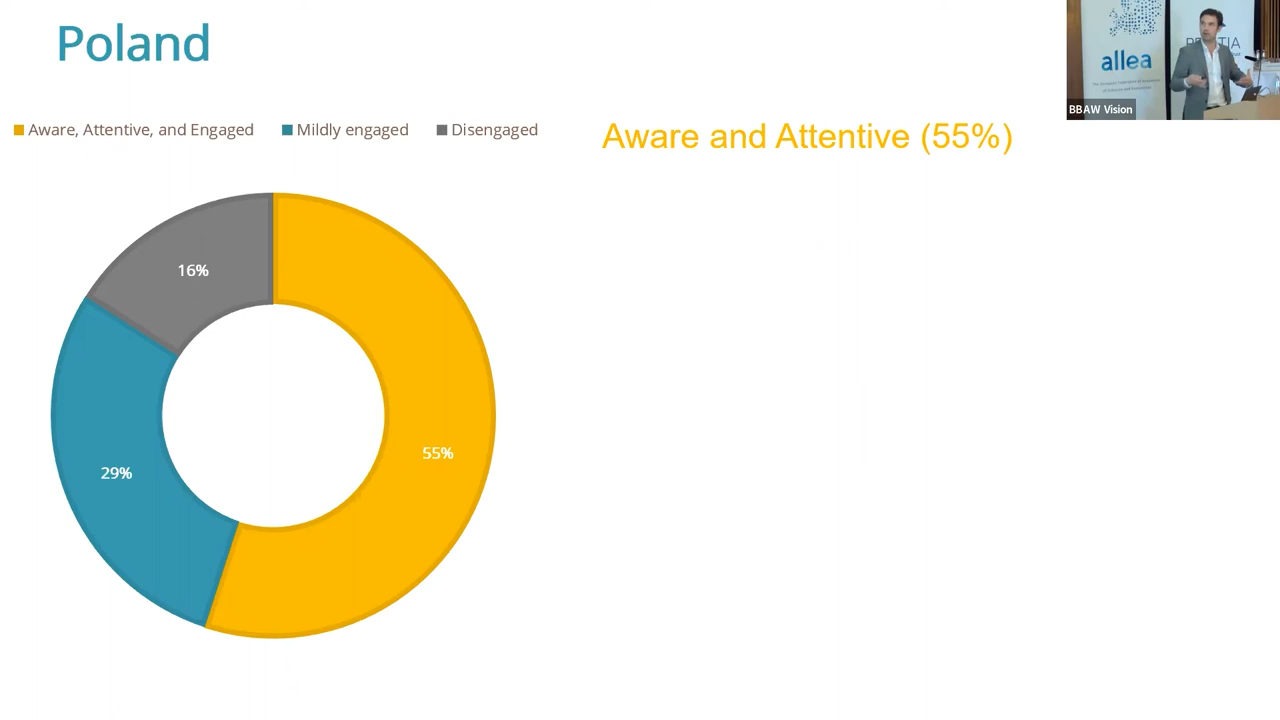 Poland
Aware, Attentive, and Engaged
Mildly engaged
Disengaged
Aware and Attentive (55%)
16%
55%
29%
allea
BBAW Vision